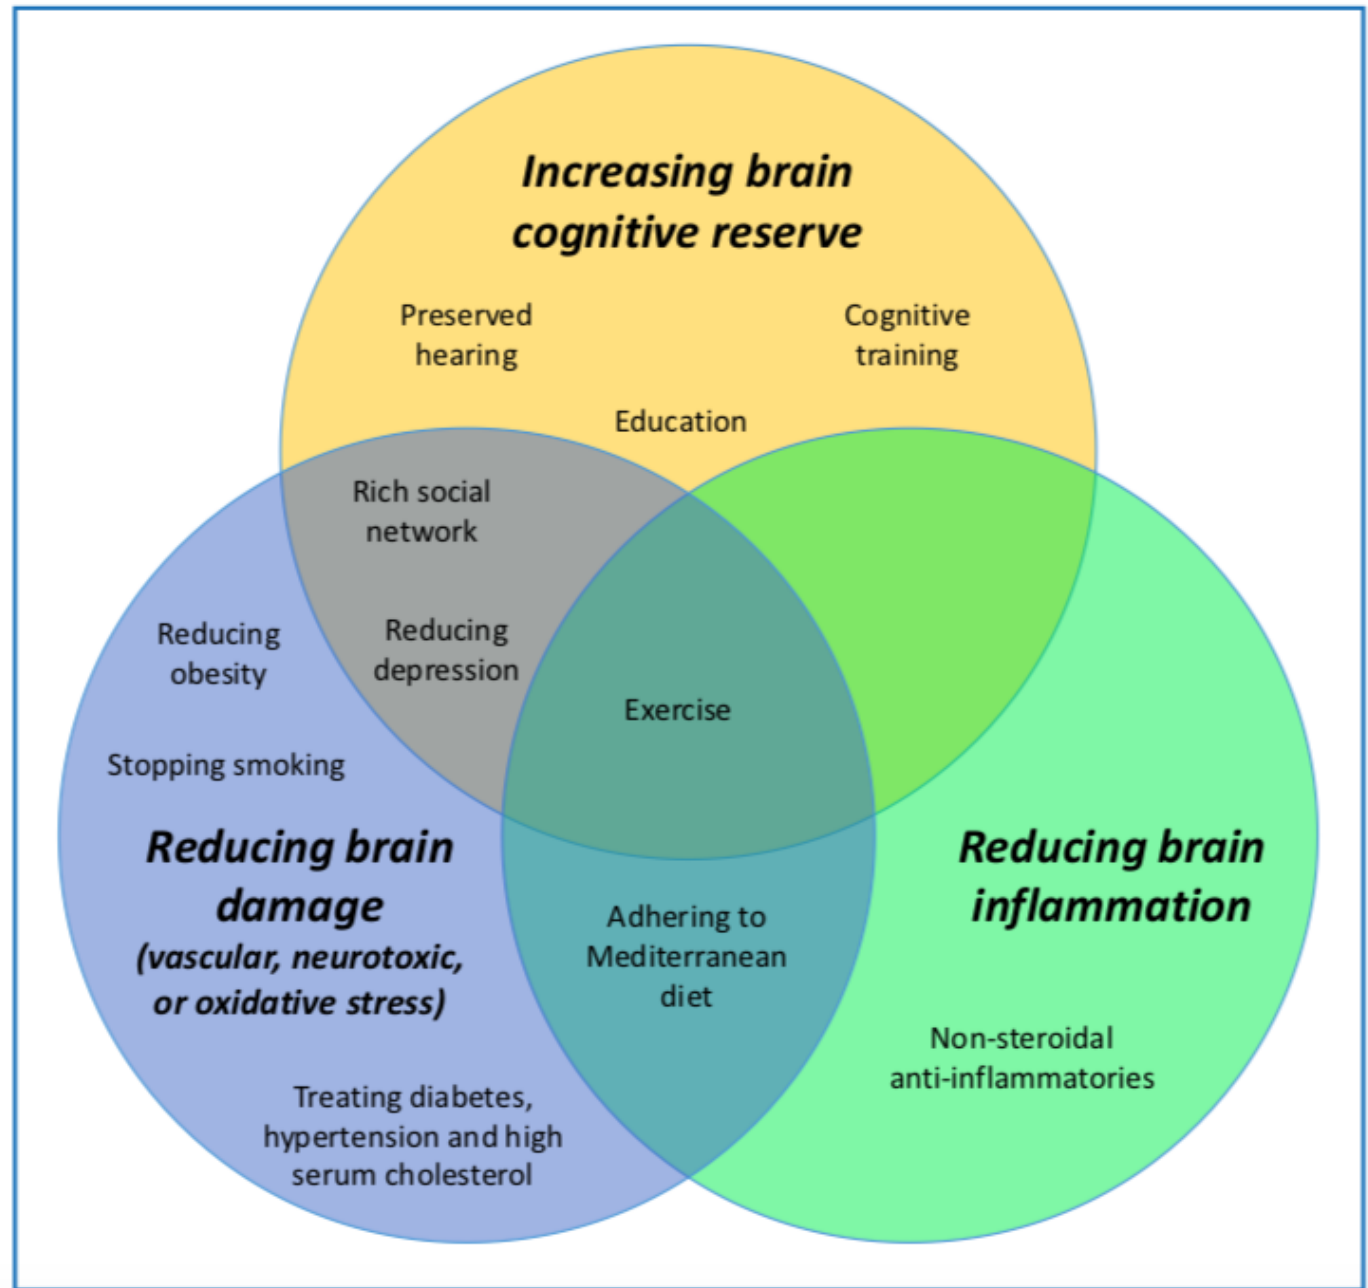 Increasing brain
cognitive reserve
Preserved
hearing
Cognitive
training
Education
Rich social
network
Reducing
depression
Reducing
obesity
Stopping smoking
Exercise
Reducing brain
damage
(vascular, neurotoxic,
or oxidative stress)
Reducing brain
inflammation
Adhering to
Mediterranean
diet
Non-steroidal
anti-inflammatories
Treating diabetes,
hypertension and high
serum cholesterol